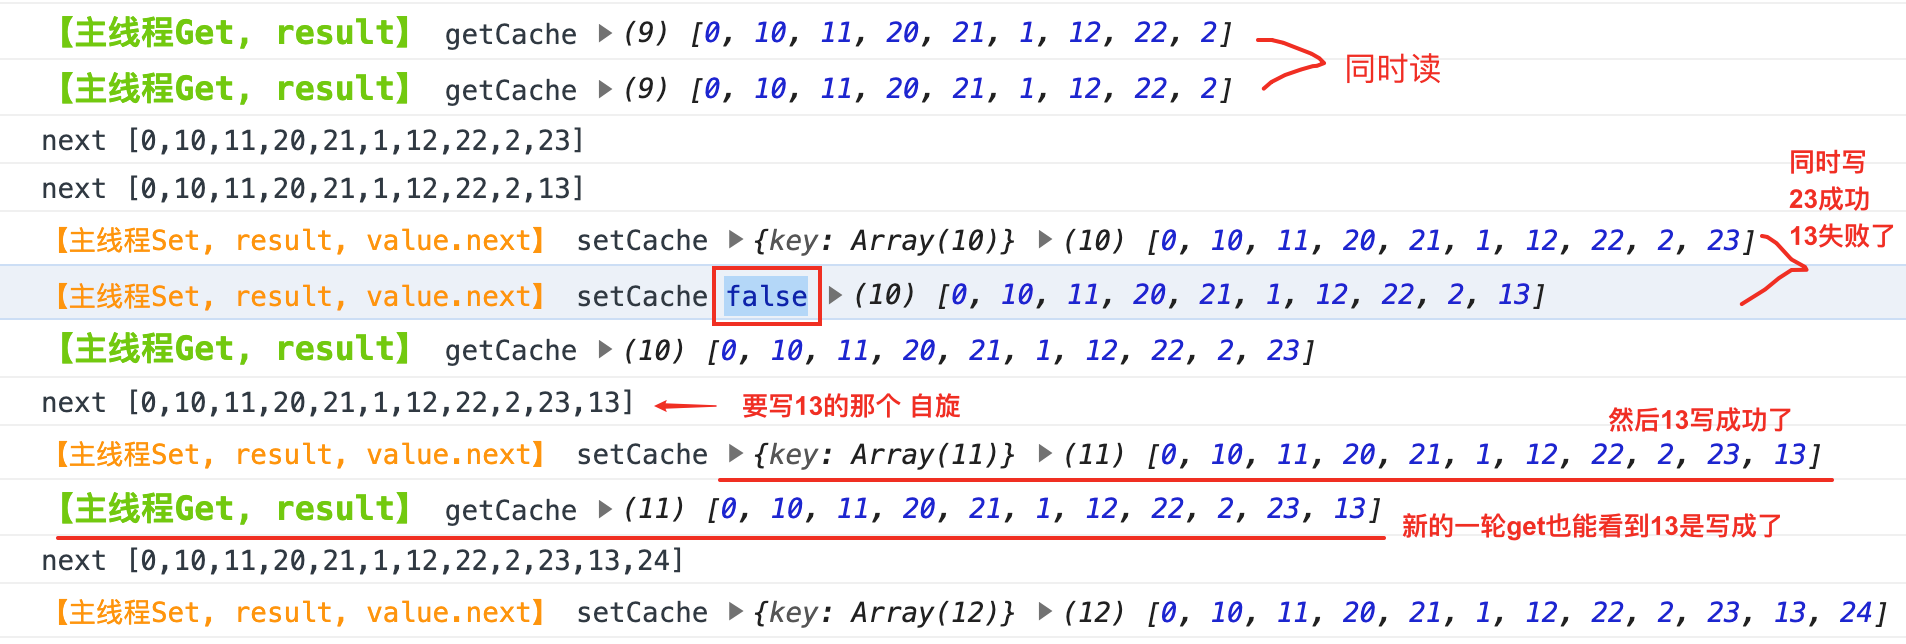 【主线程Get, result】 getCache ▶(9) [0, 10, 11, 20, 21, 1, 12, 22, 2]
同时读
【主线程Get, result】 getCache ▶(9) [0, 10, 11, 20, 21, 1, 12, 22, 2]
next [0,10,11,20,21,1,12,22,2,23]
next [0,10,11,20,21,1,12,22,2,13]
同时写
23成功
13失败了
【主线程Set, result, value.next】 setCache ▶{key: Array(10)} ▶(10) [0, 10, 11, 20, 21, 1, 12, 22, 2, 23]
【主线程Set, result, value.next】 setCache false ▶(10) [0, 10, 11, 20, 21, 1, 12, 22, 2, 13]
【主线程Get, result】 getCache ▶(10) [0, 10, 11, 20, 21, 1, 12, 22, 2, 23]
next [0,10,11,20,21,1,12,22,2,23,13]
要写13的那个 自旋
然后13写成功了
【主线程Set, result, value.next】 setCache ▶{key: Array(11)} ▶(11) [0, 10, 11, 20, 21, 1, 12, 22, 2, 23, 13]
【主线程Get, result】 getCache ▶(11) [0, 10, 11, 20, 21, 1, 12, 22, 2, 23, 13]
新的一轮get也能看到13是写成了
next [0,10,11,20,21,1,12,22,2,23,13,24]
【主线程Set, result, value.next】 setCache ▶{key: Array(12)} ▶(12) [0, 10, 11, 20, 21, 1, 12, 22, 2, 23, 13, 24]